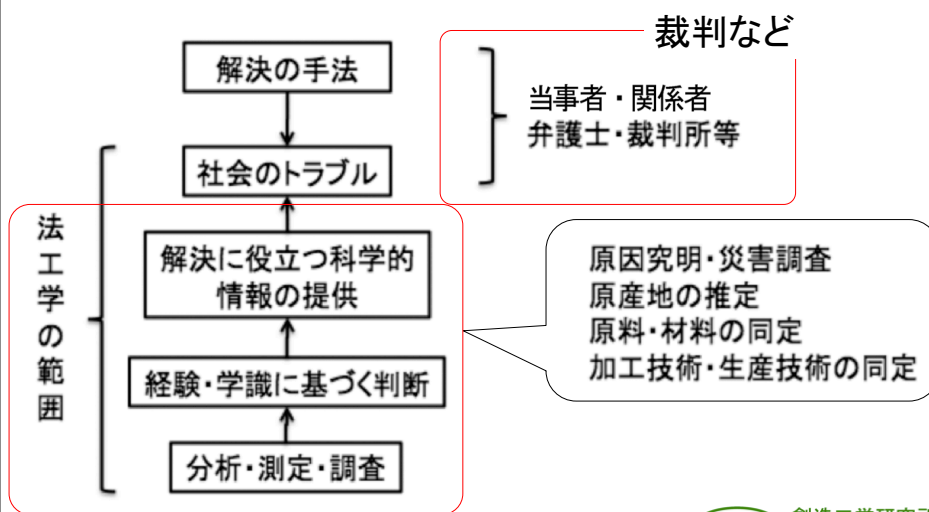 裁判など
解決の手法
当事者・関係者
弁護士・裁判所等
社会のトラブル
法工学の範囲
解決に役立つ科学的
情報の提供
原因究明・災害調査
原産地の推定
原料・材料の同定
加工技術・生産技術の同定
経験・学識に基づく判断
分析・測定・調査